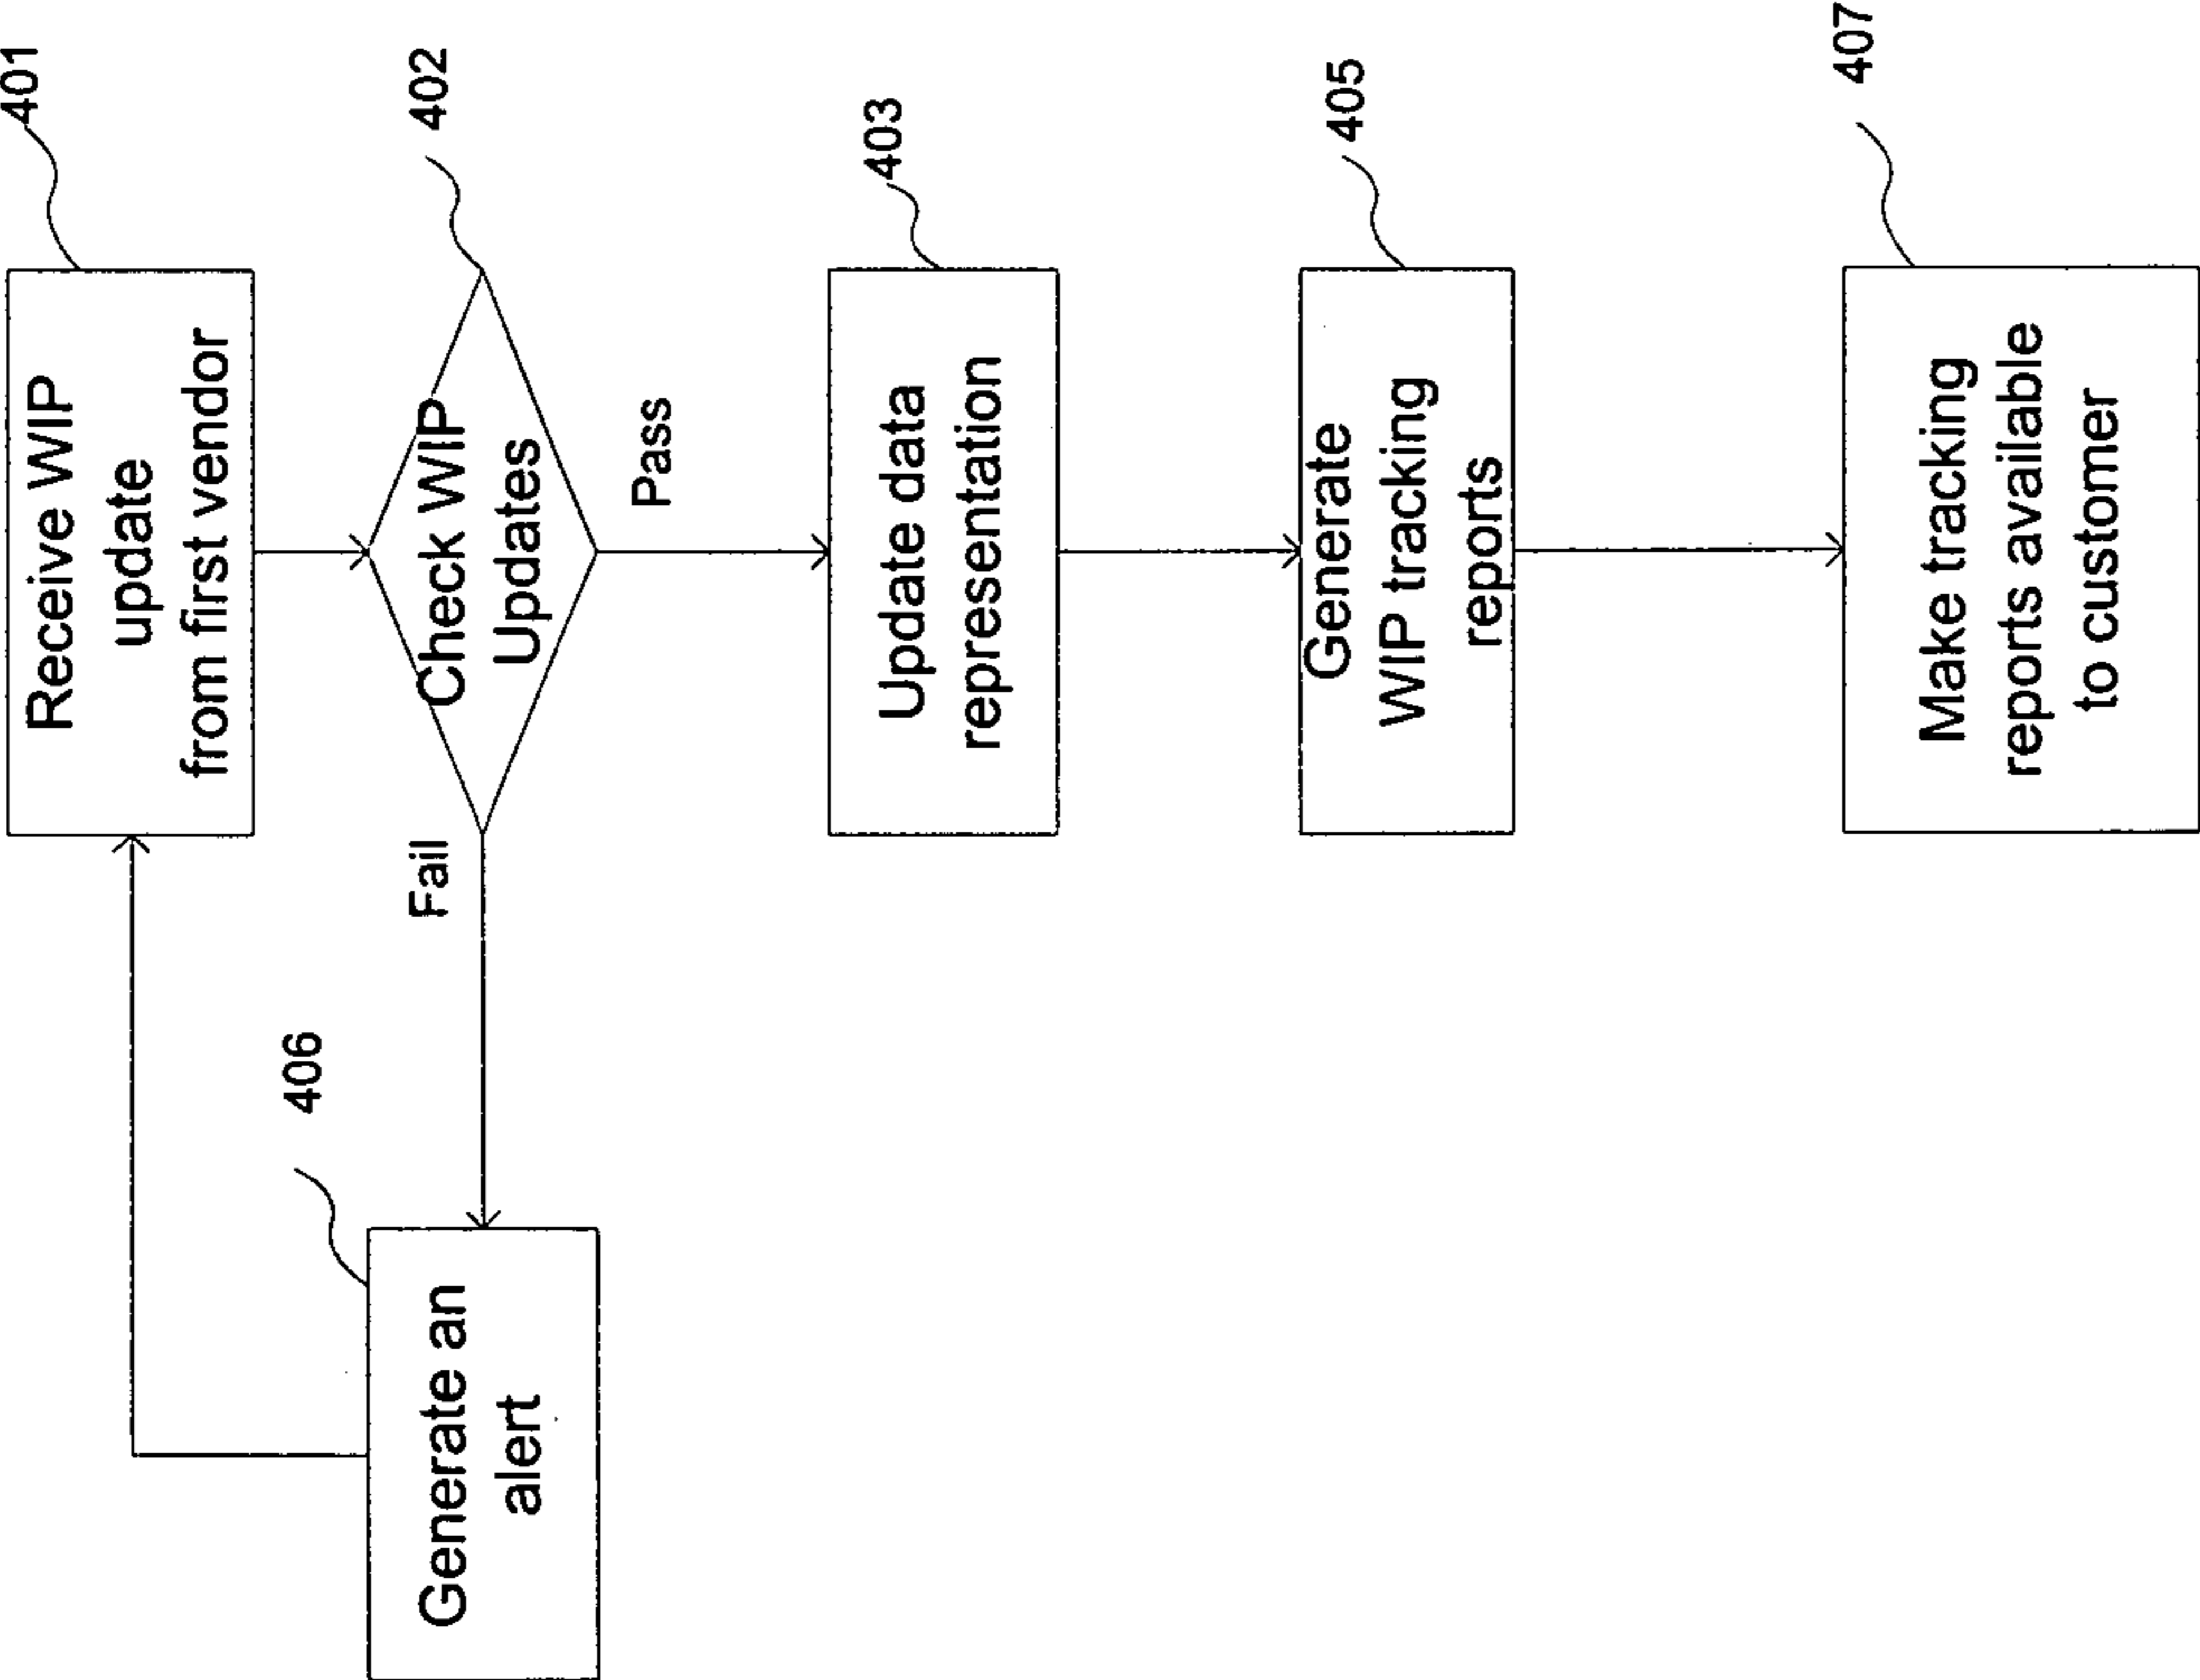 401
Receive WIP
update
from first vendor
402
Check WIP
Updates
Fail
Pass
406
Generate an
alert
403
Update data
representation
405
Generate
WIP tracking
reports
407
Make tracking
reports available
to customer